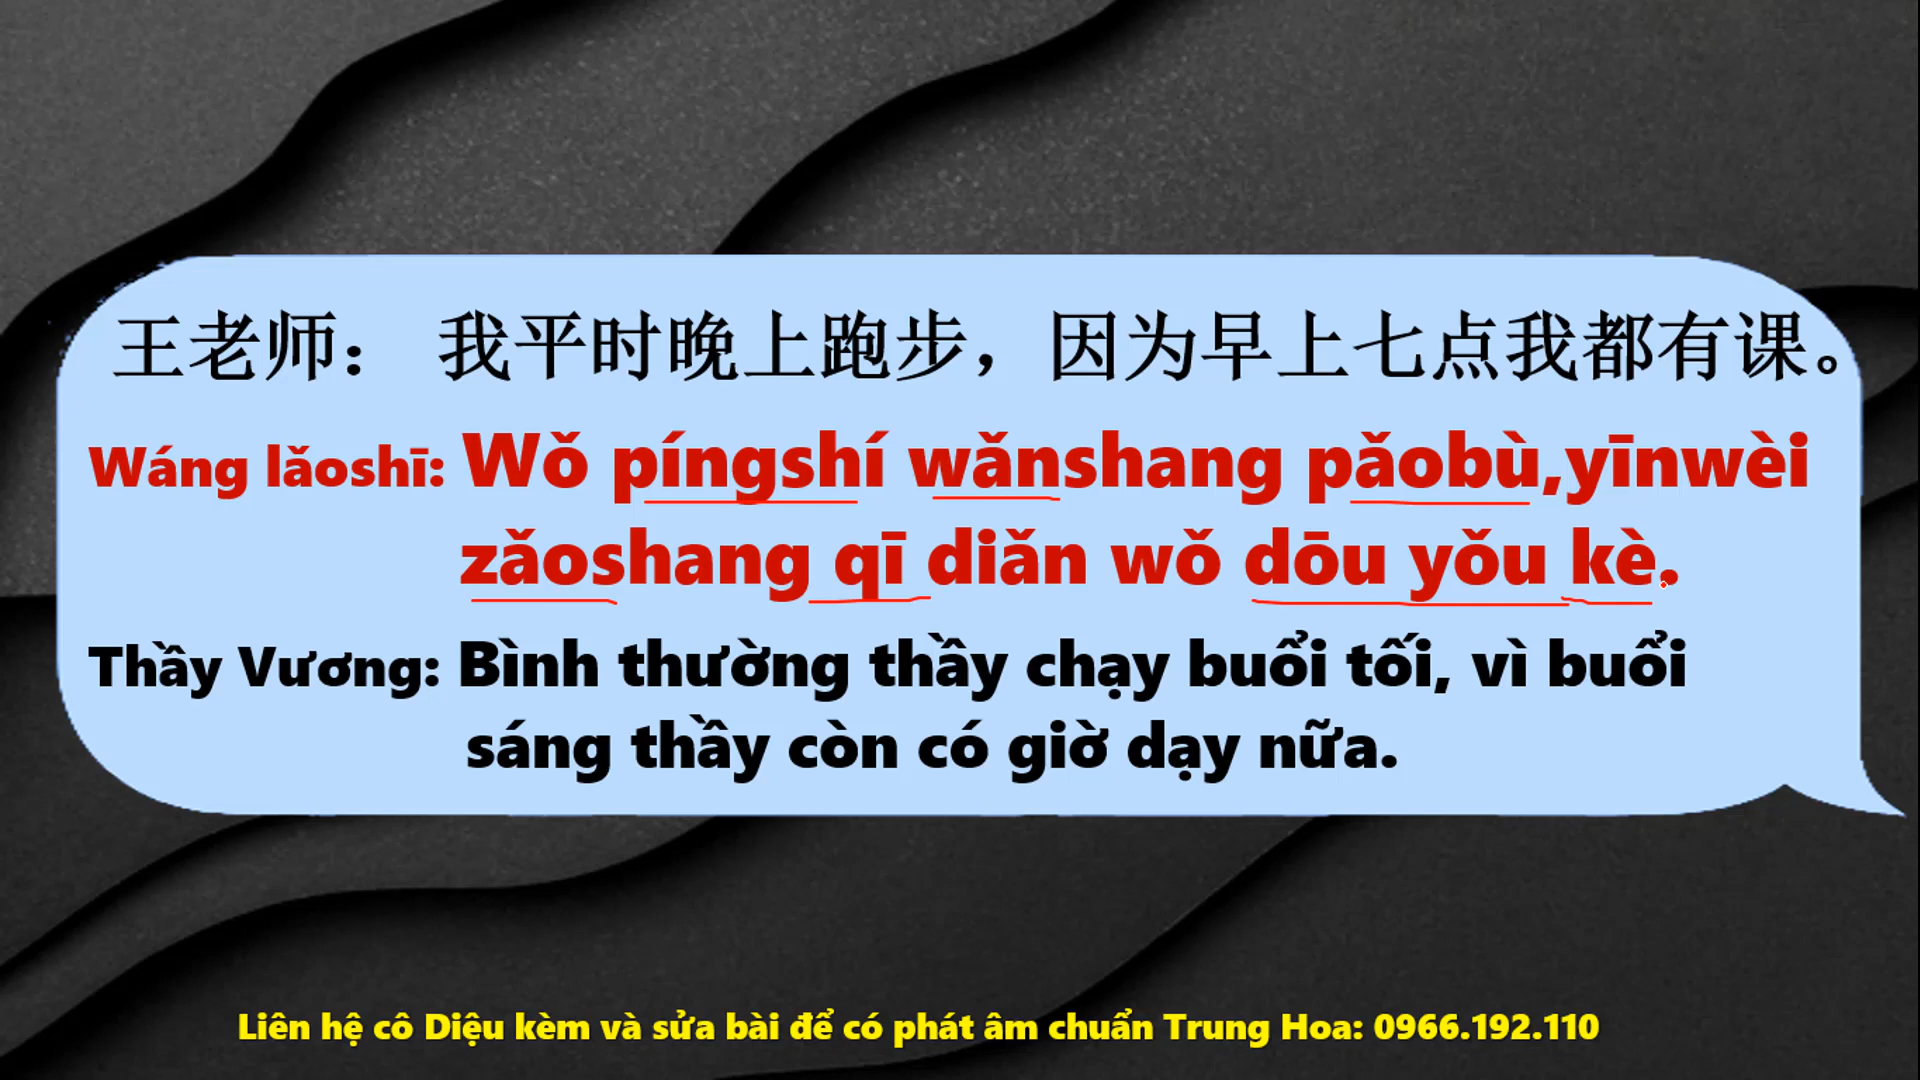 王老师： 我平时晚上跑步，因为早上七点我都有课。
Wáng lǎoshī: Wǒ píngshí wǎnshang pǎobù,yīnwèi
zǎoshang qī diǎn wǒ dōu yǒu kè.
Thầy Vương: Bình thường thầy chạy buổi tối, vì buổi
sáng thầy còn có giờ dạy nữa.
Liên hệ cô Diệu kèm và sửa bài để có phát âm chuẩn Trung Hoa: 0966.192.110